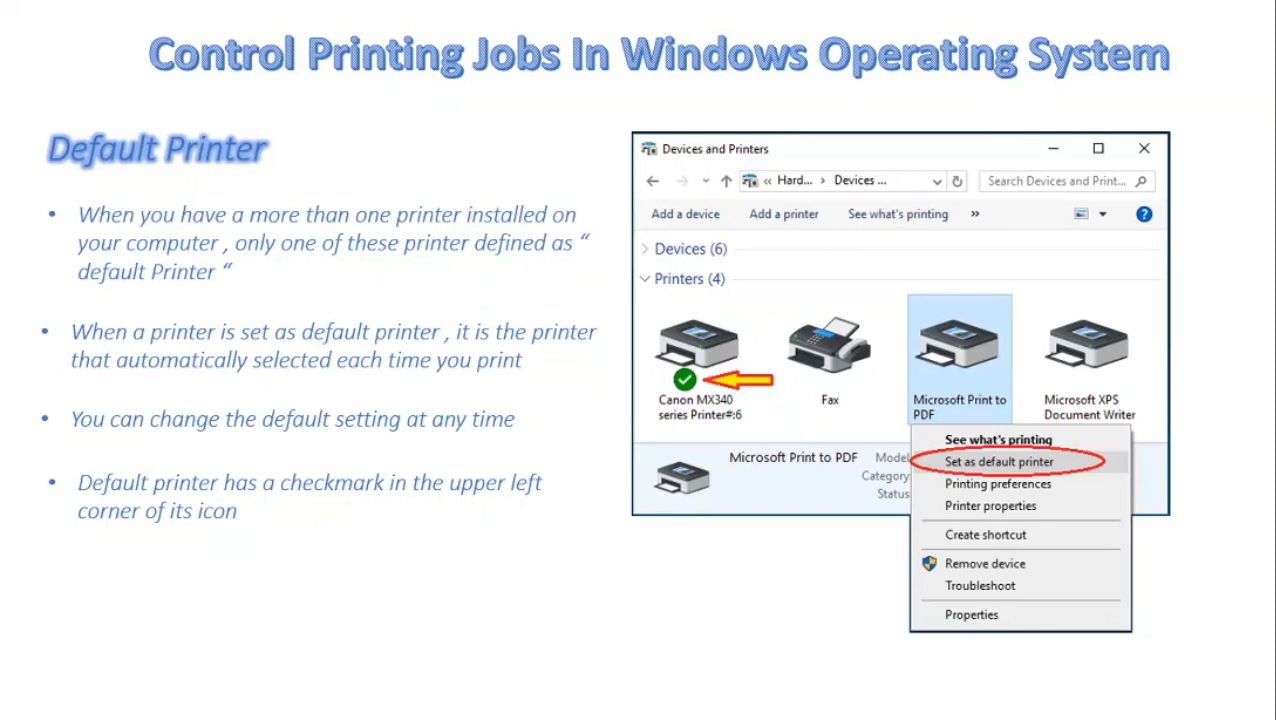 Control Printing Jobs In Windows Operating System
Default Printer
• When you have a more than one printer installed on
your computer , only one of these printer defined as “
default Printer “
• When a printer is set as default printer , it is the printer
that automatically selected each time you print
• You can change the default setting at any time
• Default printer has a checkmark in the upper left
corner of its icon
Devices and Printers
« Hard... › Devices ...
Search Devices and Print...
Add a device Add a printer See what's printing »
Devices (6)
Printers (4)
Canon MX340
series Printer#:6
Fax
Microsoft Print to
PDF
Microsoft XPS
Document Writer
Microsoft Print to PDF
Model
Category:
Status:
See what's printing
Set as default printer
Printing preferences
Printer properties
Create shortcut
Remove device
Troubleshoot
Properties